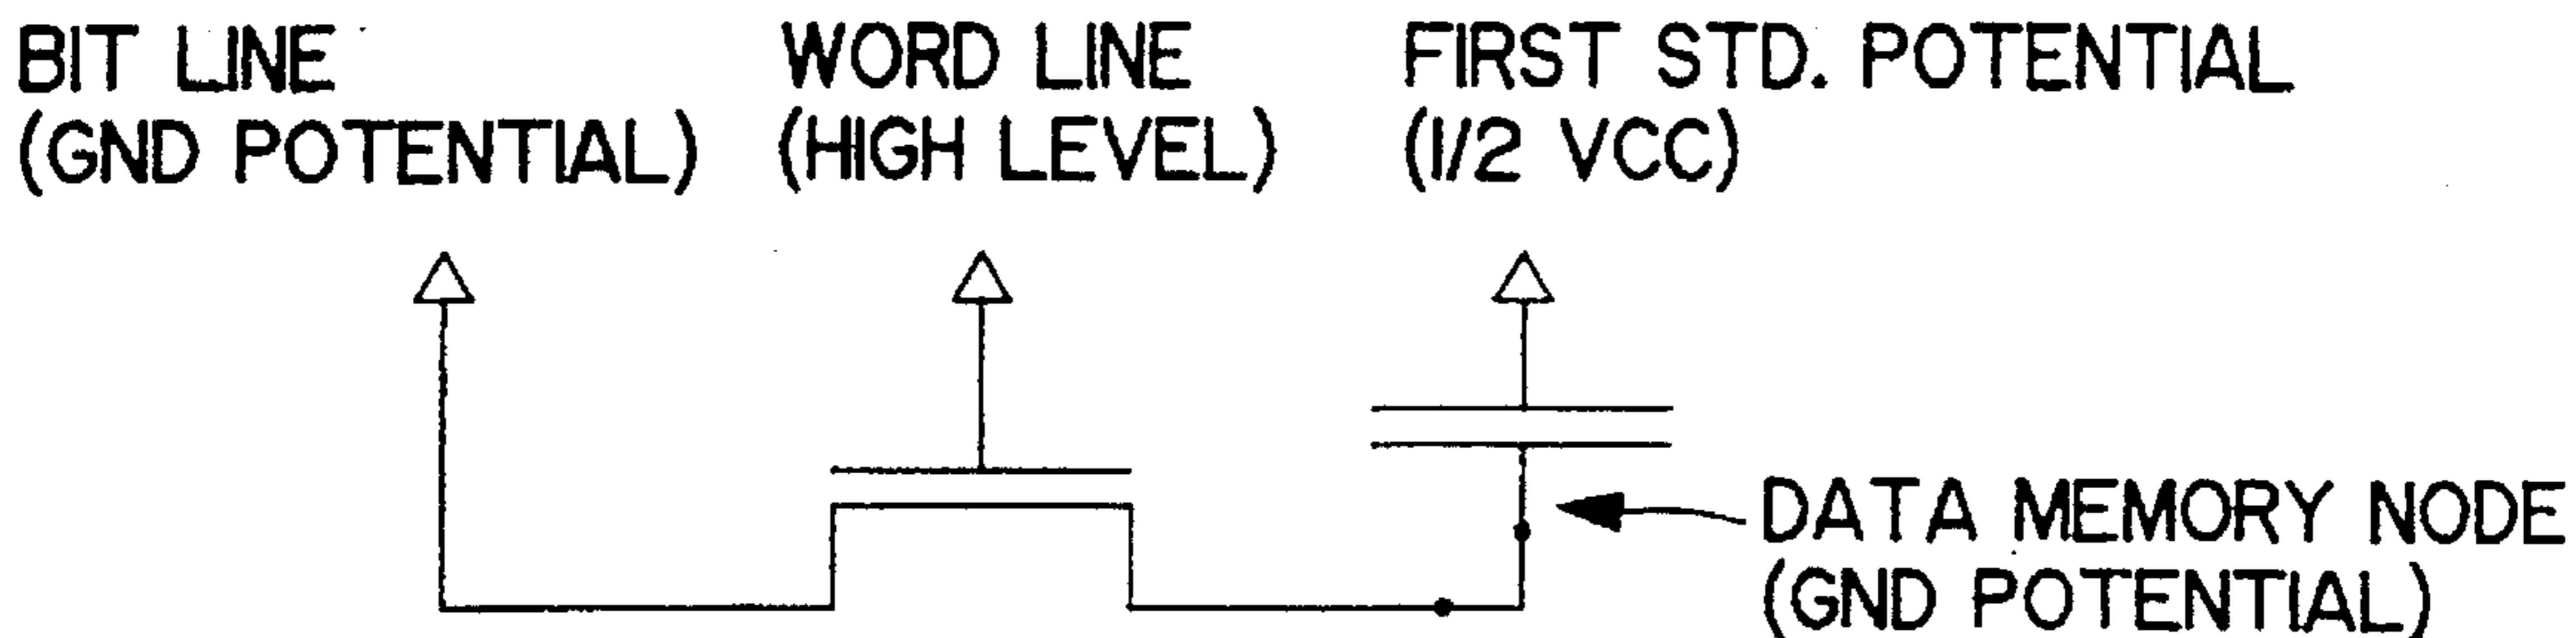 BIT LINE
(GND POTENTIAL)
WORD LINE
(HIGH LEVEL)
FIRST STD. POTENTIAL
(1/2 VCC)
DATA MEMORY NODE
(GND POTENTIAL)